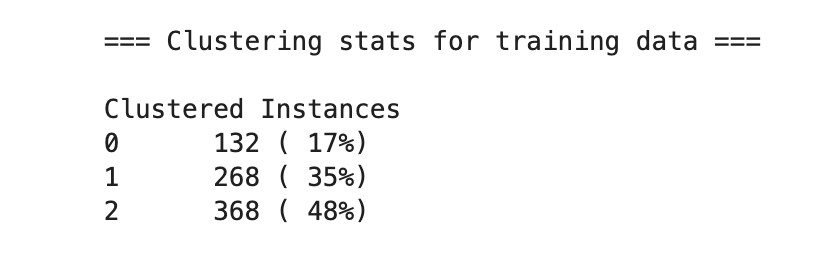 === Clustering stats for training data ===
Clustered Instances
0       132 ( 17%)
1       268 ( 35%)
2       368 ( 48%)